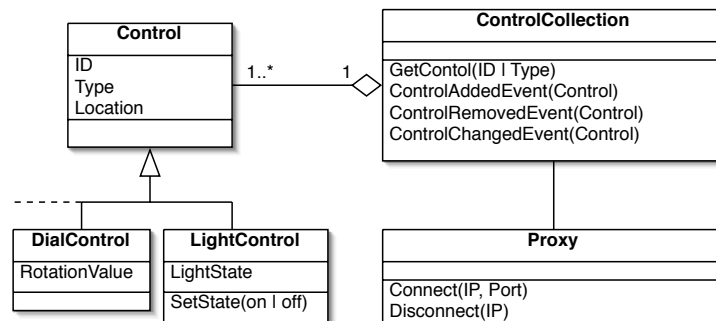 Control
ID
Type
Location
1..*
1
ControlCollection
GetContol(ID | Type)
ControlAddedEvent(Control)
ControlRemovedEvent(Control)
ControlChangedEvent(Control)
DialControl
RotationValue
LightControl
LightState
SetState(on | off)
Proxy
Connect(IP, Port)
Disconnect(IP)